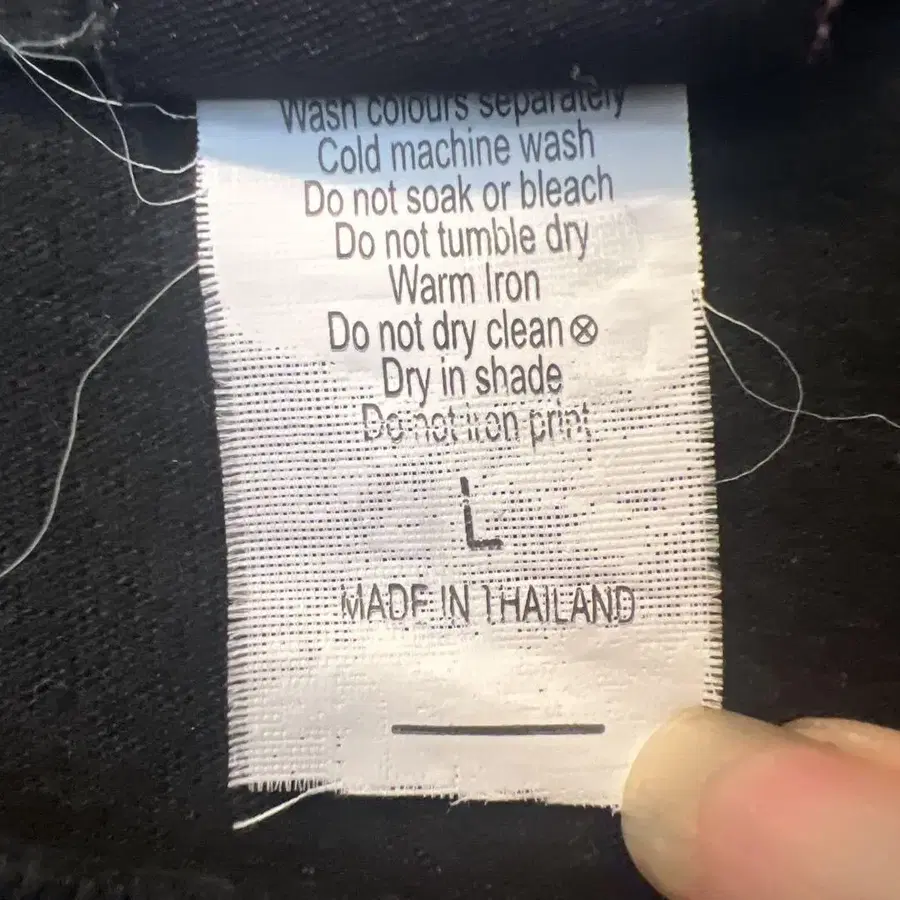 Wash colours separately
Cold machine wash
Do not soak or bleach
Do not tumble dry
Warm Iron
Do not dry clean ⊗
Dry in shade
Do not iron print
L
MADE IN THAILAND